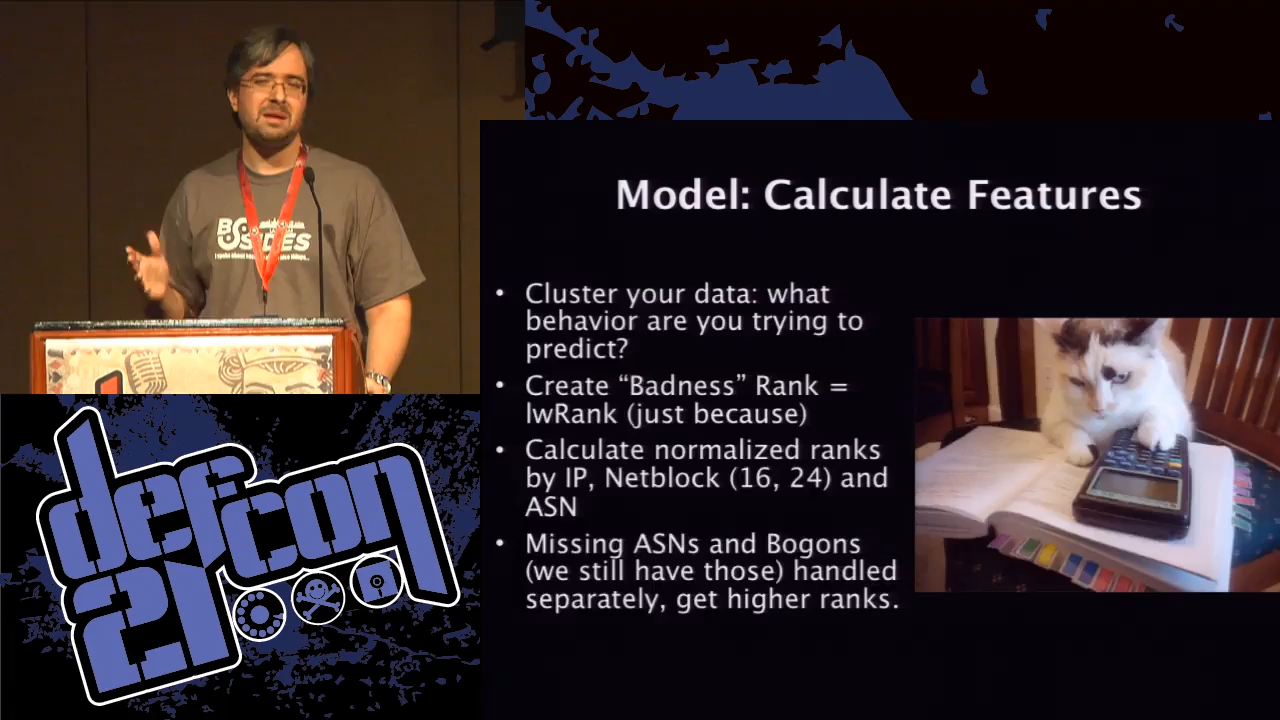 BSIDES
Model: Calculate Features
• Cluster your data: what
behavior are you trying to
predict?
• Create “Badness” Rank =
lwRank (just because)
• Calculate normalized ranks
by IP, Netblock (16, 24) and
ASN
• Missing ASNs and Bogons
(we still have those) handled
separately, get higher ranks.
defcon
21